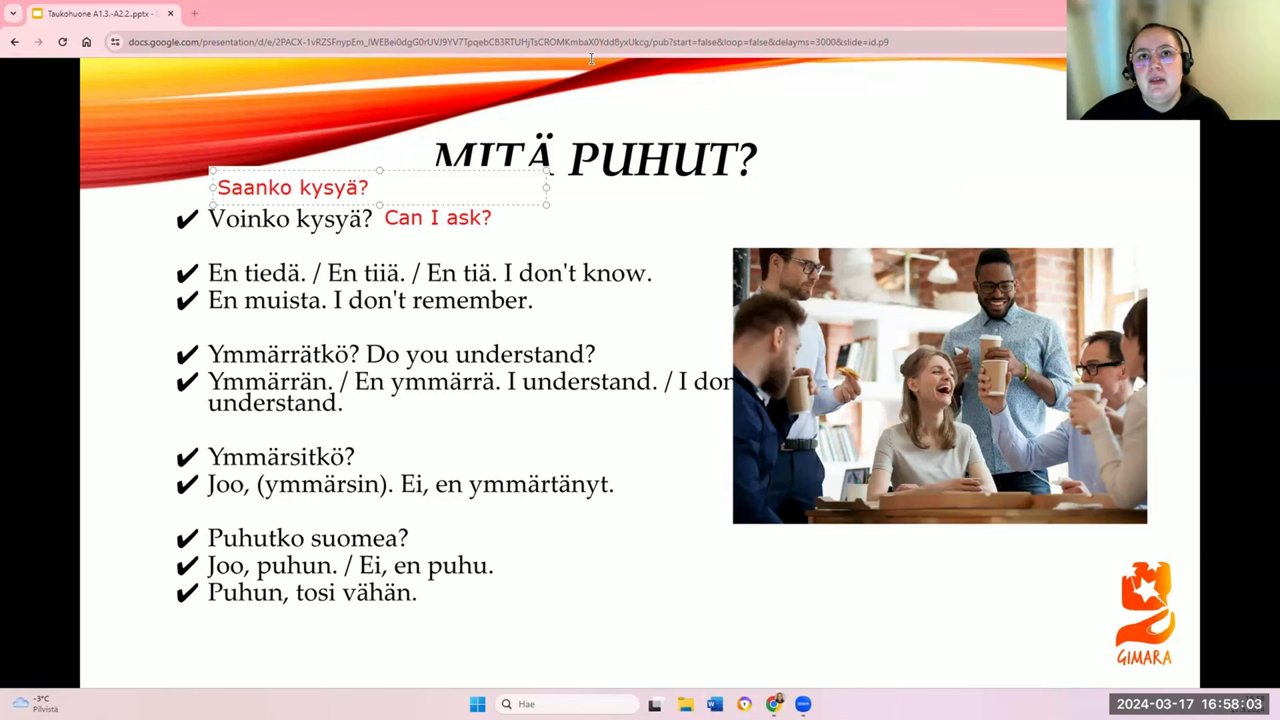 Taukohuone A1.3.-A2.2..pptx -
docs.google.com/presentation/d/e/2PACX-1vRZSFnypEm_lWEBei0dgG0rUVJ9YV7TpqebC83RTUHjTsCROMKmbaX0Ydd8yxUkcg/pub?start=false&loop=false&delayms=3000&slide=id.p9
MITÄ PUHUT?
Saanko kysyä?
✔ Voinko kysyä? Can I ask?
✔ En tiedä. / En tiiä. / En tiä. I don't know.
✔ En muista. I don't remember.
✔ Ymmärrätkö? Do you understand?
✔ Ymmärrän. / En ymmärrä. I understand. / I don
understand.
✔ Ymmärsitkö?
✔ Joo, (ymmärsin). Ei, en ymmärtänyt.
✔ Puhutko suomea?
✔ Joo, puhun. / Ei, en puhu.
✔ Puhun, tosi vähän.
GIMARA
-3°C
Pilvistä
Hae
zoom
2024-03-17 16:58:03